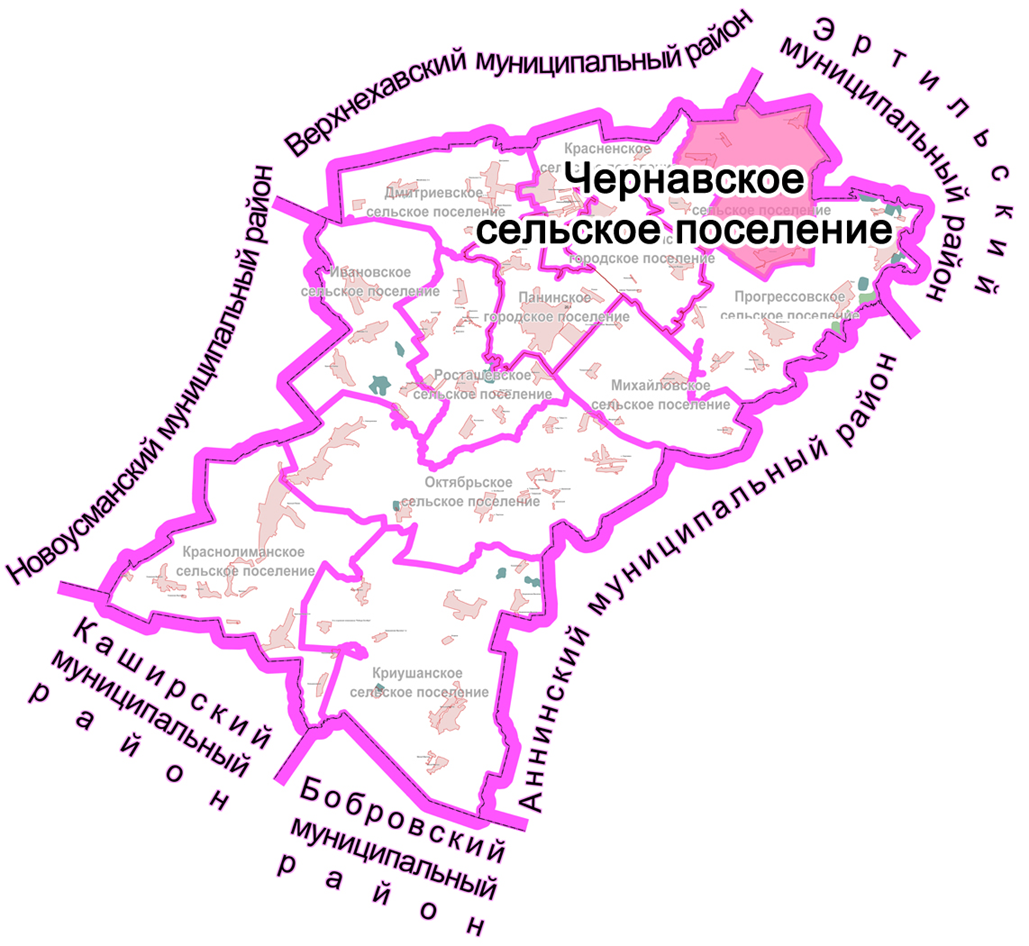 Верхнехавский муниципальный район
Эртильский
муниципальный район
Красненское
Чернавское
сельское поселение
Дмитриевское
сельское поселение
сельское поселение
городское поселение
Новоусманский муниципальный район
Ивановское
сельское поселение
Панинское
городское поселение
Прогрессовское
сельское поселение
Росташевское
сельское поселение
Михайловское
сельское поселение
Октябрьское
сельское поселение
Аннинский муниципальный район
Краснолиманское
сельское поселение
Криушанское
сельское поселение
Каширский
муниципальный
район
Бобровский
муниципальный
район